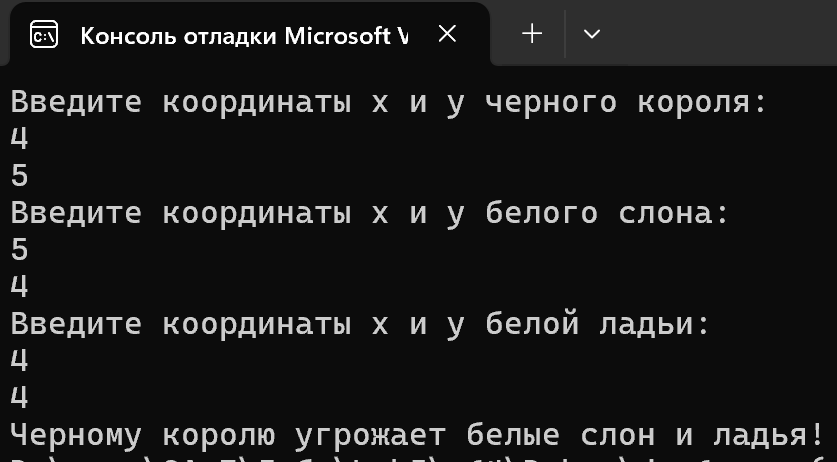 Консоль отладки Microsoft V
Введите координаты x и y черного короля:
4
5
Введите координаты x и y белого слона:
5
4
Введите координаты x и y белой ладьи:
4
4
Черному королю угрожает белые слон и ладья!